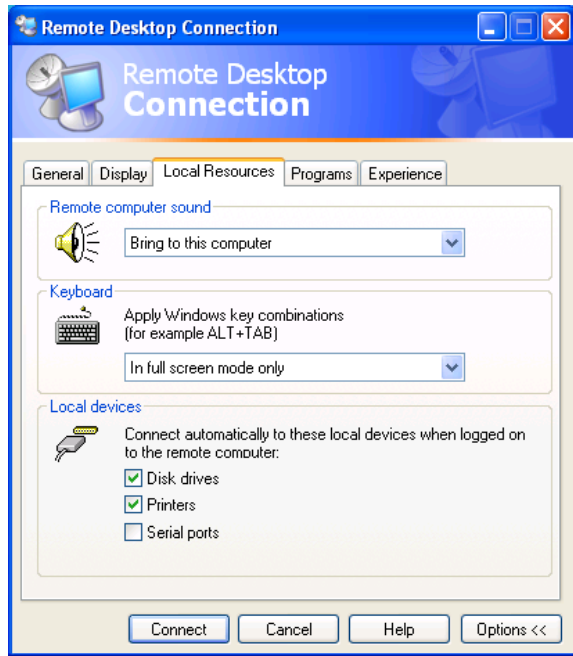 Remote Desktop Connection
Remote Desktop
Connection
General Display Local Resources Programs Experience
Remote computer sound
Bring to this computer
Keyboard
Apply Windows key combinations
(for example ALT+TAB)
In full screen mode only
Local devices
Connect automatically to these local devices when logged on
to the remote computer:
Disk drives
Printers
Serial ports
Connect Cancel Help Options <<